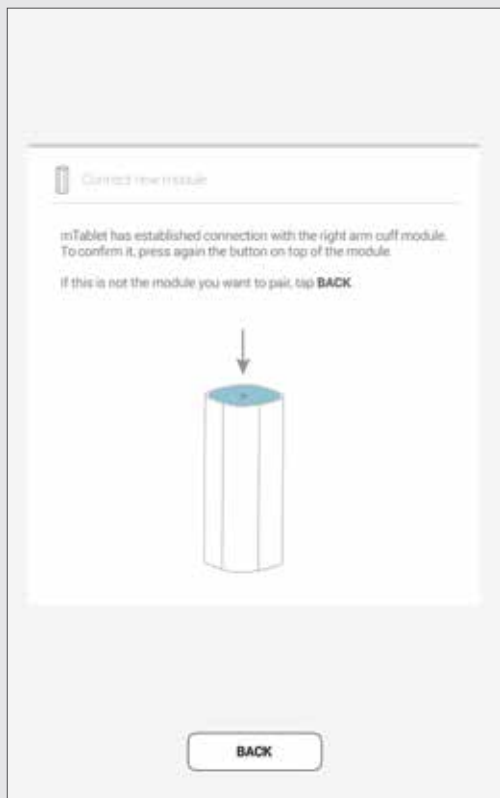 Connect new module
mTablet has established connection with the right arm cuff module.
To confirm it, press again the button on top of the module.
If this is not the module you want to pair, tap BACK.
BACK